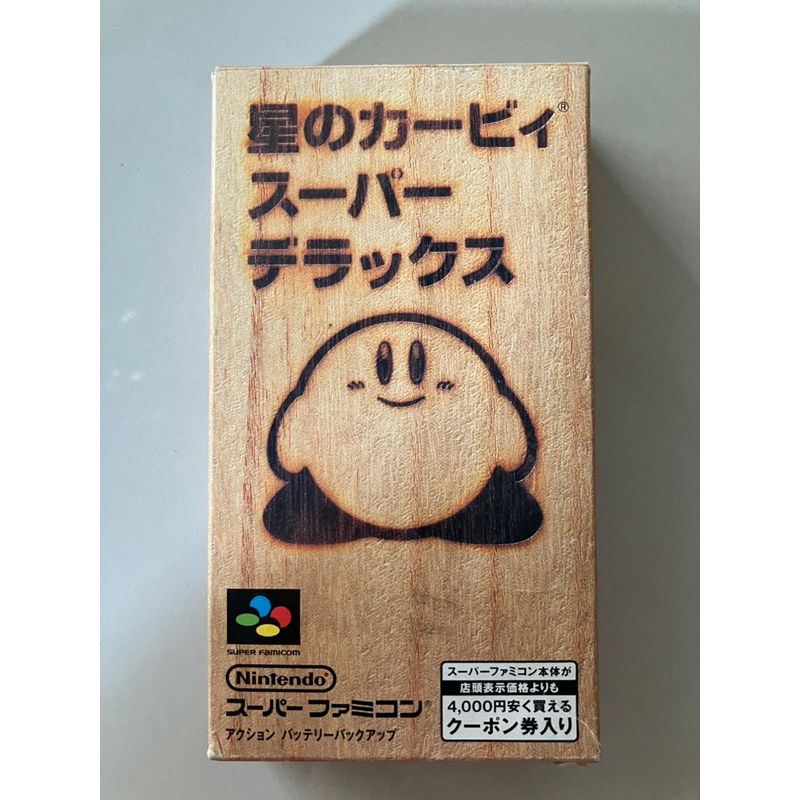 星のカービィ®
スーパー
デラックス
SUPER FAMICOM
Nintendo®
スーパーファミコン®
アクション バッテリーバックアップ
スーパーファミコン本体が
店頭表示価格よりも
4,000円安く買える
クーポン券入り